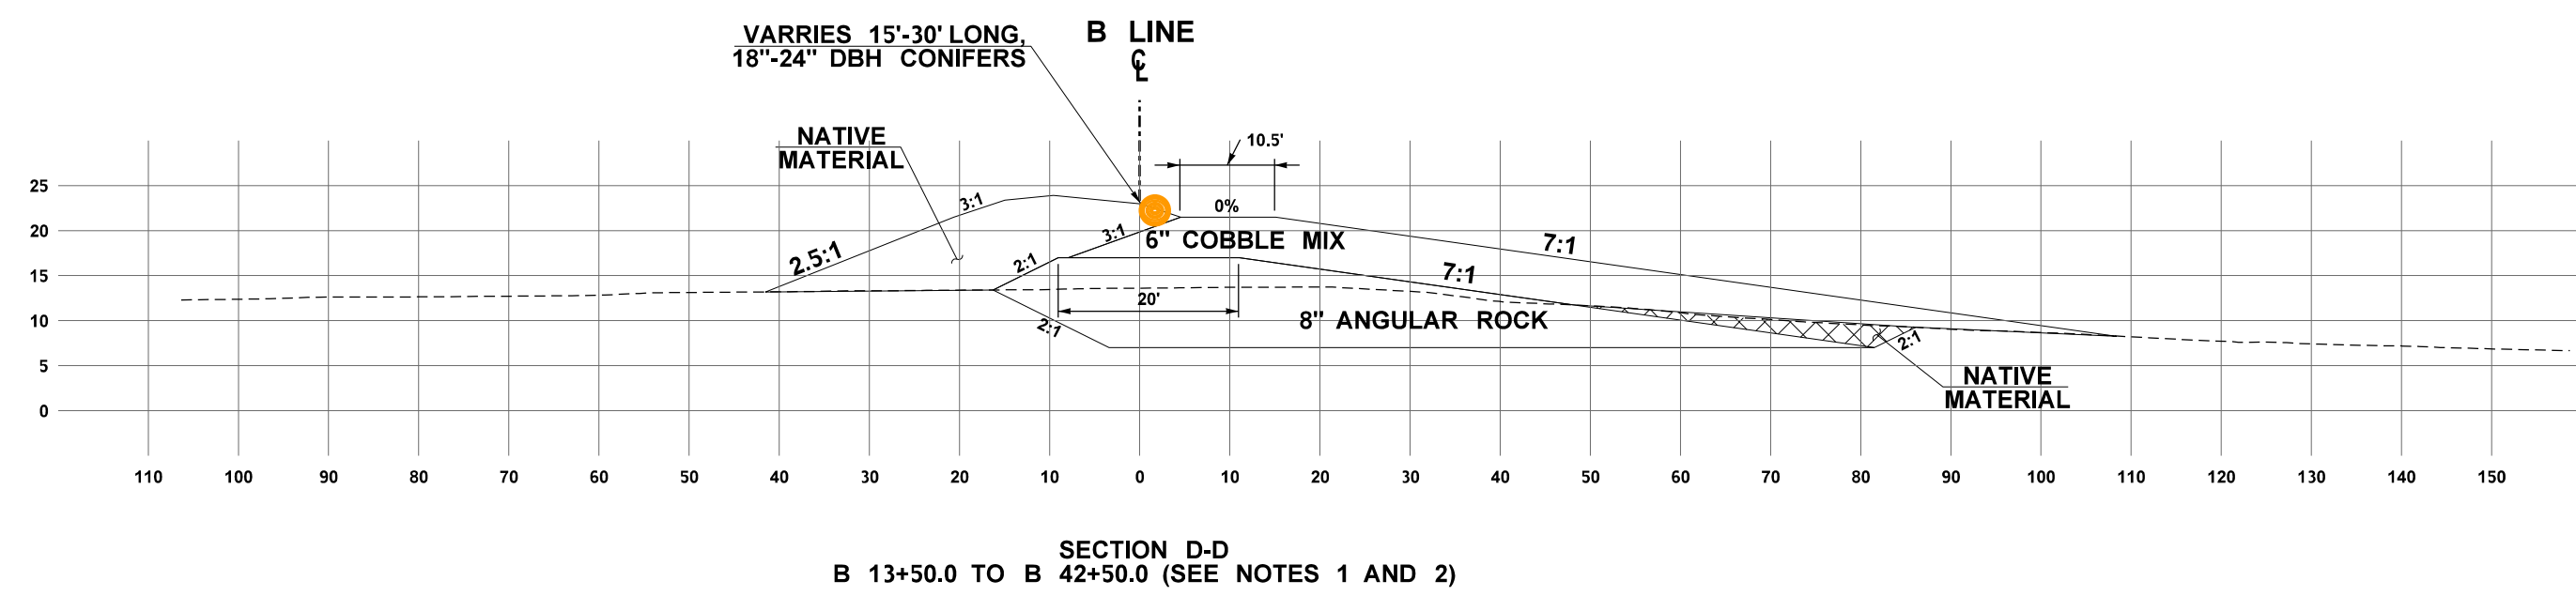 VARRIES 15'-30' LONG,
18"-24" DBH CONIFERS
B LINE
CL
NATIVE
MATERIAL
10.5'
25
20
15
10
5
0
2.5:1
3:1
0%
3:1
2:1
6" COBBLE MIX
7:1
7:1
20'
2:1
8" ANGULAR ROCK
2:1
NATIVE
MATERIAL
110 100 90 80 70 60 50 40 30 20 10 0 10 20 30 40 50 60 70 80 90 100 110 120 130 140 150
SECTION D-D
B 13+50.0 TO B 42+50.0 (SEE NOTES 1 AND 2)